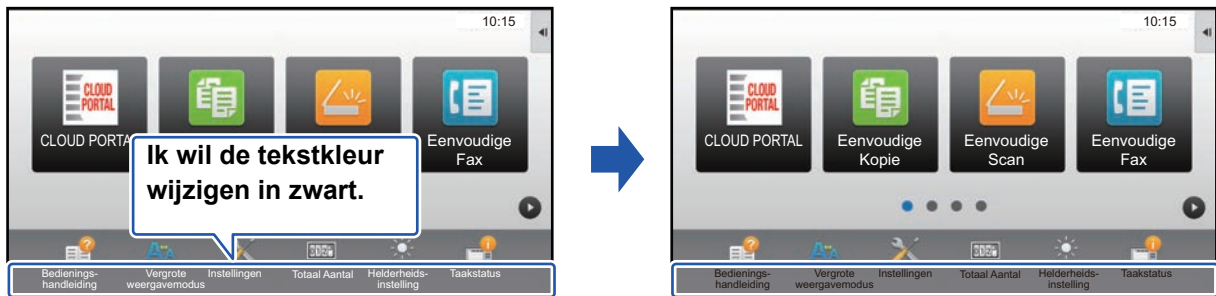 10:15
CLOUD
PORTAL
CLOUD PORTA
Eenvoudige
Fax
Ik wil de tekstkleur
wijzigen in zwart.
Bedienings-
handleiding
Vergrote
weergavemodus
Instellingen
Totaal Aantal
Helderheids-
instelling
Taakstatus
10:15
CLOUD
PORTAL
CLOUD PORTAL
Eenvoudige
Kopie
Eenvoudige
Scan
Eenvoudige
Fax
Bedienings-
handleiding
Vergrote
weergavemodus
Instellingen
Totaal Aantal
Helderheids-
instelling
Taakstatus